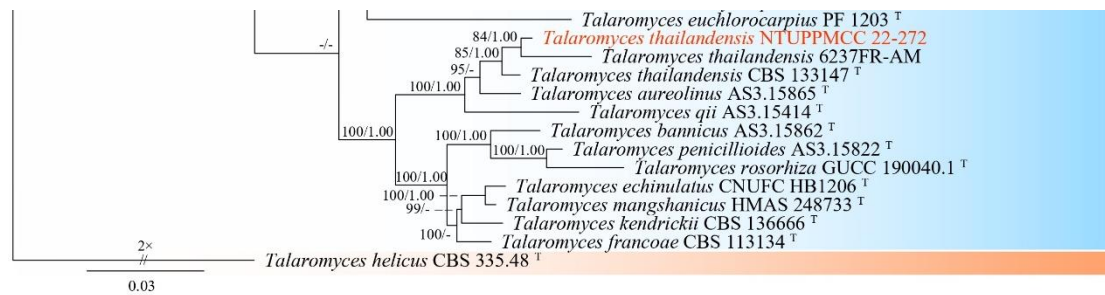 Talaromyces euchlorocarpius PF 1203 T
-/-
84/1.00 Talaromyces thailandensis NTUPPMCC 22-272
85/1.00 Talaromyces thailandensis 6237FR-AM
95/- Talaromyces thailandensis CBS 133147 T
100/1.00 Talaromyces aureolinus AS3.15865 T
Talaromyces qii AS3.15414 T
100/1.00 100/1.00 Talaromyces bannicus AS3.15862 T
100/1.00 Talaromyces penicillioides AS3.15822 T
Talaromyces rosorhiza GUCC 190040.1 T
100/1.00 Talaromyces echinulatus CNUFC HB1206 T
100/1.00 Talaromyces mangshanicus HMAS 248733 T
99/- Talaromyces kendrickii CBS 136666 T
100/- Talaromyces francoae CBS 113134 T
2×
// Talaromyces helicus CBS 335.48 T
0.03